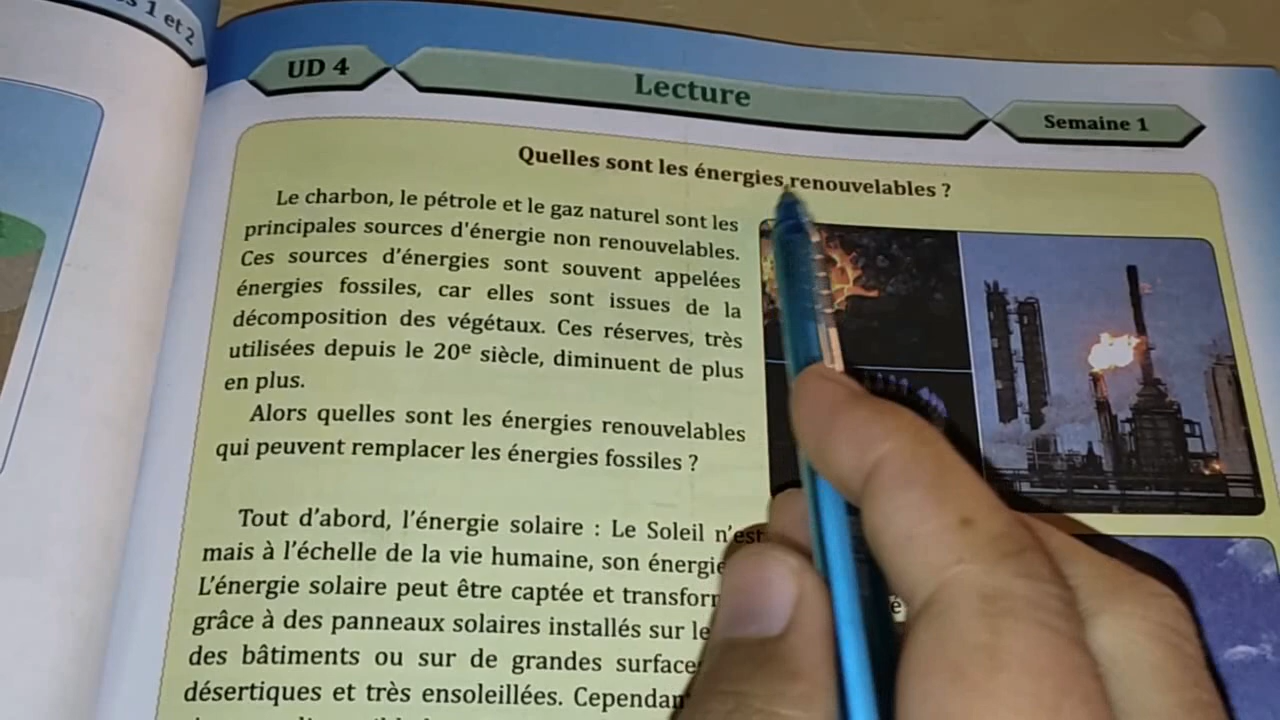 s 1 et 2
UD 4
Lecture
Semaine 1
Quelles sont les énergies renouvelables ?
Le charbon, le pétrole et le gaz naturel sont les
principales sources d'énergie non renouvelables.
Ces sources d'énergies sont souvent appelées
énergies fossiles, car elles sont issues de la
décomposition des végétaux. Ces réserves, très
utilisées depuis le 20e siècle, diminuent de plus
en plus.
Alors quelles sont les énergies renouvelables
qui peuvent remplacer les énergies fossiles ?
Tout d'abord, l'énergie solaire : Le Soleil n'est
mais à l'échelle de la vie humaine, son énergie
L'énergie solaire peut être captée et transfor
grâce à des panneaux solaires installés sur le
des bâtiments ou sur de grandes surface
désertiques et très ensoleillées. Cependan